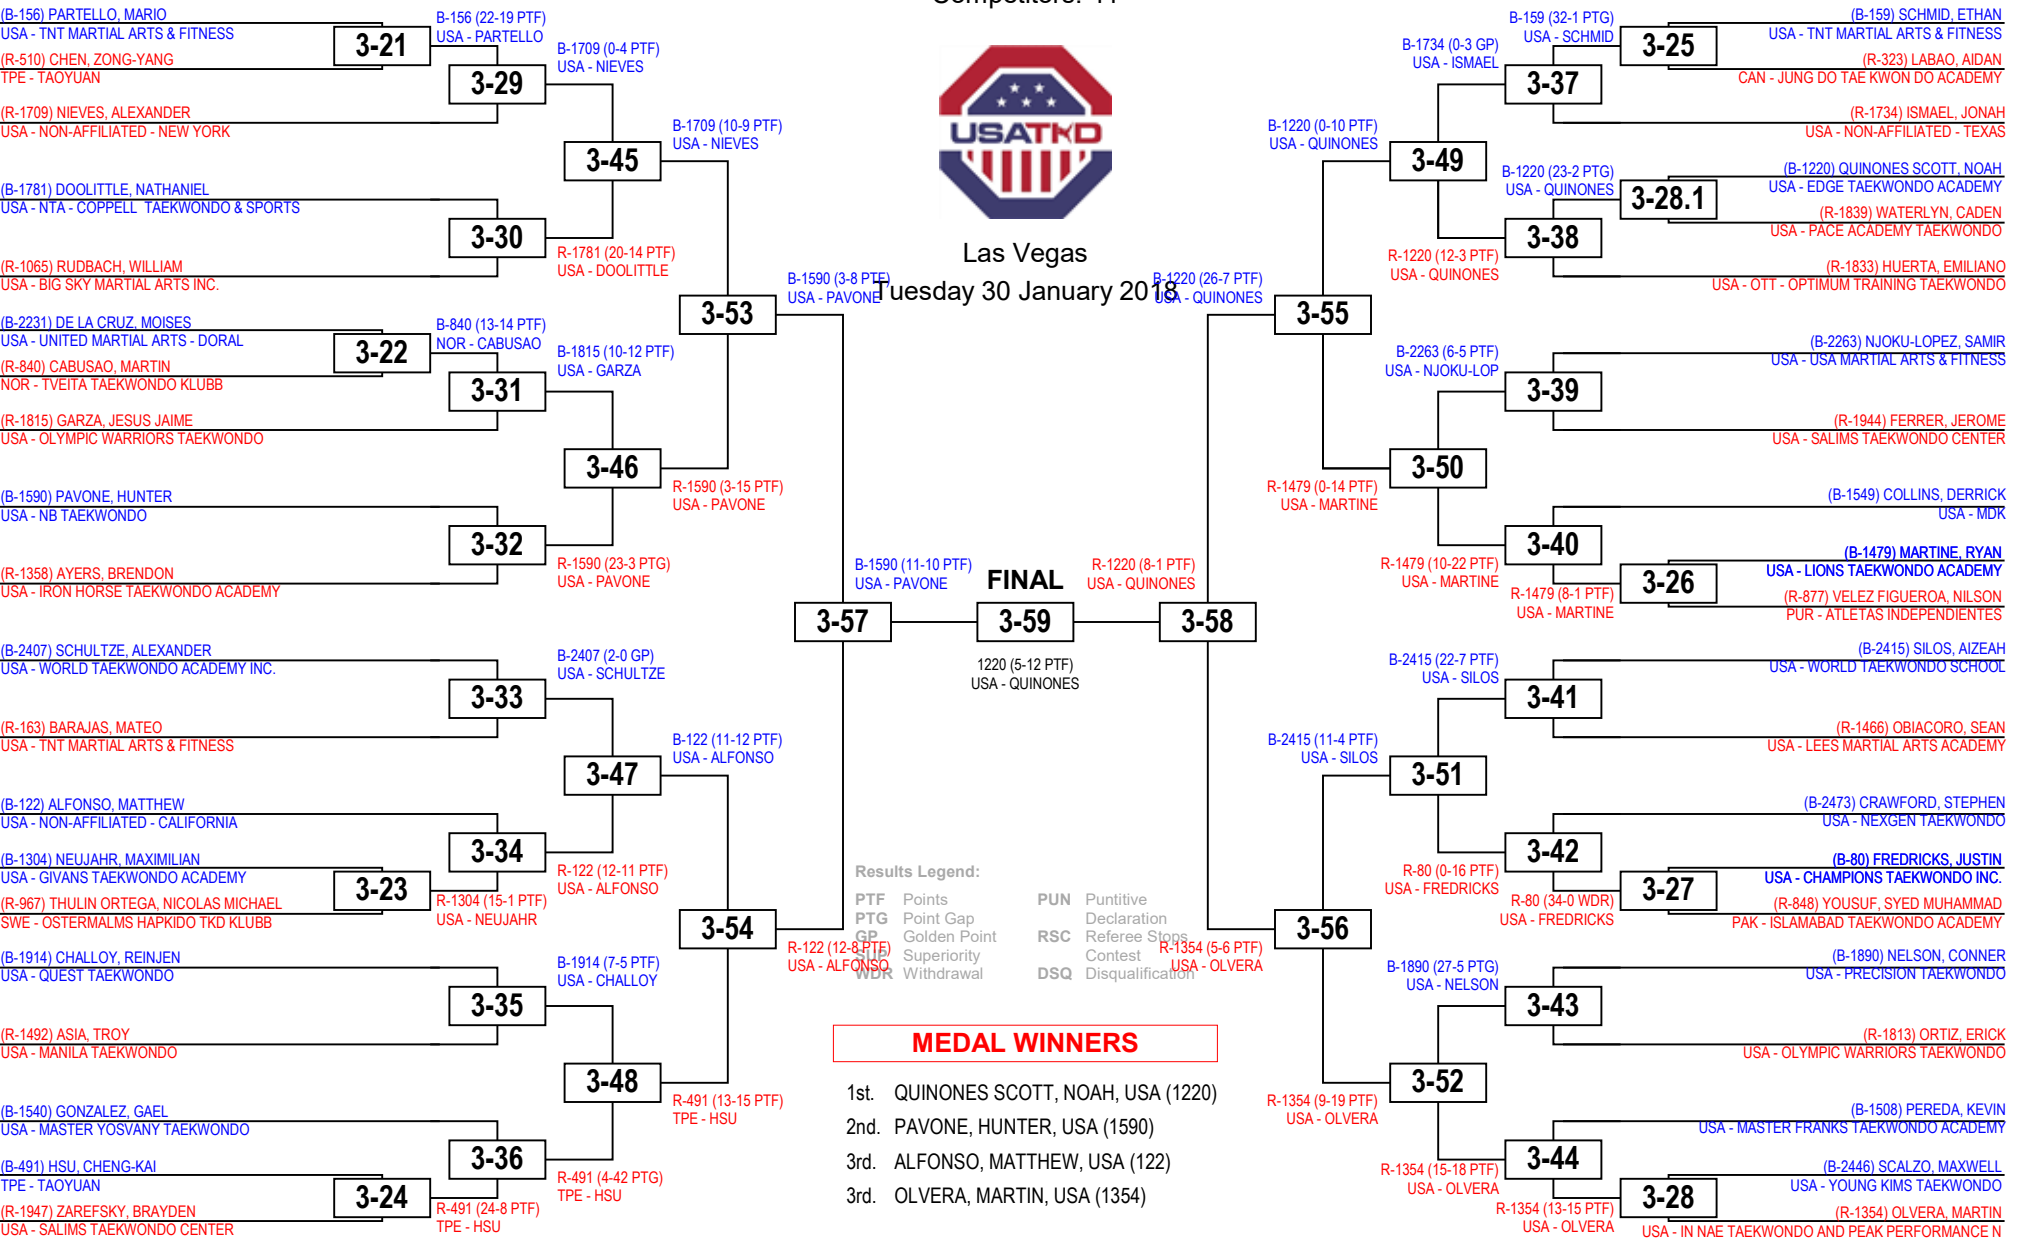 (B-156) PARTELLO, MARIO
USA - TNT MARTIAL ARTS & FITNESS
3-21
B-156 (22-19 PTF)
USA - PARTELLO
(R-510) CHEN, ZONG-YANG
TPE - TAOYUAN
3-29
B-1709 (0-4 PTF)
USA - NIEVES
(R-1709) NIEVES, ALEXANDER
USA - NON-AFFILIATED - NEW YORK
3-45
B-1709 (10-9 PTF)
USA - NIEVES
(B-1781) DOOLITTLE, NATHANIEL
USA - NTA - COPPELL TAEKWONDO & SPORTS
3-30
R-1781 (20-14 PTF)
USA - DOOLITTLE
(R-1065) RUDBACH, WILLIAM
USA - BIG SKY MARTIAL ARTS INC.
3-53
B-1590 (3-8 PTF)
USA - PAVONE
(B-2231) DE LA CRUZ, MOISES
USA - UNITED MARTIAL ARTS - DORAL
3-22
B-840 (13-14 PTF)
NOR - CABUSAO
(R-840) CABUSAO, MARTIN
NOR - TVEITA TAEKWONDO KLUBB
3-31
B-1815 (10-12 PTF)
USA - GARZA
(R-1815) GARZA, JESUS JAIME
USA - OLYMPIC WARRIORS TAEKWONDO
3-46
R-1590 (3-15 PTF)
USA - PAVONE
(B-1590) PAVONE, HUNTER
USA - NB TAEKWONDO
3-32
R-1590 (23-3 PTG)
USA - PAVONE
(R-1358) AYERS, BRENDON
USA - IRON HORSE TAEKWONDO ACADEMY
3-57
B-1590 (11-10 PTF)
USA - PAVONE
(B-2407) SCHULTZE, ALEXANDER
USA - WORLD TAEKWONDO ACADEMY INC.
3-33
B-2407 (2-0 GP)
USA - SCHULTZE
(R-163) BARAJAS, MATEO
USA - TNT MARTIAL ARTS & FITNESS
3-47
B-122 (11-12 PTF)
USA - ALFONSO
(B-122) ALFONSO, MATTHEW
USA - NON-AFFILIATED - CALIFORNIA
3-34
R-122 (12-11 PTF)
USA - ALFONSO
(B-1304) NEUJAHR, MAXIMILIAN
USA - GIVANS TAEKWONDO ACADEMY
3-23
R-1304 (15-1 PTF)
USA - NEUJAHR
(R-967) THULIN ORTEGA, NICOLAS MICHAEL
SWE - OSTERMALMS HAPKIDO TKD KLUBB
3-54
R-122 (12-8 PTF)
USA - ALFONSO
(B-1914) CHALLOY, REINJEN
USA - QUEST TAEKWONDO
3-35
B-1914 (7-5 PTF)
USA - CHALLOY
(R-1492) ASIA, TROY
USA - MANILA TAEKWONDO
3-48
R-491 (13-15 PTF)
TPE - HSU
(B-1540) GONZALEZ, GAEL
USA - MASTER YOSVANY TAEKWONDO
3-36
R-491 (4-42 PTG)
TPE - HSU
(B-491) HSU, CHENG-KAI
TPE - TAOYUAN
3-24
R-491 (24-8 PTF)
TPE - HSU
(R-1947) ZAREFSKY, BRAYDEN
USA - SALIMS TAEKWONDO CENTER
USATKD
Las Vegas
Tuesday 30 January 2018
FINAL
3-59
1220 (5-12 PTF)
USA - QUINONES
Results Legend:
PTF Points
PTG Point Gap
GP Golden Point
SUP Superiority
WDR Withdrawal
PUN Puntitive
Declaration
RSC Referee Stops
Contest
DSQ Disqualification
MEDAL WINNERS
1st. QUINONES SCOTT, NOAH, USA (1220)
2nd. PAVONE, HUNTER, USA (1590)
3rd. ALFONSO, MATTHEW, USA (122)
3rd. OLVERA, MARTIN, USA (1354)
B-159 (32-1 PTG)
USA - SCHMID
3-25
(B-159) SCHMID, ETHAN
USA - TNT MARTIAL ARTS & FITNESS
(R-323) LABAO, AIDAN
CAN - JUNG DO TAE KWON DO ACADEMY
B-1734 (0-3 GP)
USA - ISMAEL
3-37
(R-1734) ISMAEL, JONAH
USA - NON-AFFILIATED - TEXAS
B-1220 (0-10 PTF)
USA - QUINONES
3-49
B-1220 (23-2 PTG)
USA - QUINONES
3-28.1
(B-1220) QUINONES SCOTT, NOAH
USA - EDGE TAEKWONDO ACADEMY
(R-1839) WATERLYN, CADEN
USA - PACE ACADEMY TAEKWONDO
R-1220 (12-3 PTF)
USA - QUINONES
3-38
(R-1833) HUERTA, EMILIANO
USA - OTT - OPTIMUM TRAINING TAEKWONDO
B-1220 (26-7 PTF)
USA - QUINONES
3-55
B-2263 (6-5 PTF)
USA - NJOKU-LOP
3-39
(B-2263) NJOKU-LOPEZ, SAMIR
USA - USA MARTIAL ARTS & FITNESS
(R-1944) FERRER, JEROME
USA - SALIMS TAEKWONDO CENTER
R-1479 (0-14 PTF)
USA - MARTINE
3-50
(B-1549) COLLINS, DERRICK
USA - MDK
R-1479 (10-22 PTF)
USA - MARTINE
3-40
R-1479 (8-1 PTF)
USA - MARTINE
3-26
(B-1479) MARTINE, RYAN
USA - LIONS TAEKWONDO ACADEMY
(R-877) VELEZ FIGUEROA, NILSON
PUR - ATLETAS INDEPENDIENTES
R-1220 (8-1 PTF)
USA - QUINONES
3-58
B-2415 (22-7 PTF)
USA - SILOS
3-41
(B-2415) SILOS, AIZEAH
USA - WORLD TAEKWONDO SCHOOL
(R-1466) OBIACORO, SEAN
USA - LEES MARTIAL ARTS ACADEMY
B-2415 (11-4 PTF)
USA - SILOS
3-51
(B-2473) CRAWFORD, STEPHEN
USA - NEXGEN TAEKWONDO
R-80 (0-16 PTF)
USA - FREDRICKS
3-42
R-80 (34-0 WDR)
USA - FREDRICKS
3-27
(B-80) FREDRICKS, JUSTIN
USA - CHAMPIONS TAEKWONDO INC.
(R-848) YOUSUF, SYED MUHAMMAD
PAK - ISLAMABAD TAEKWONDO ACADEMY
R-1354 (5-6 PTF)
USA - OLVERA
3-56
B-1890 (27-5 PTG)
USA - NELSON
3-43
(B-1890) NELSON, CONNER
USA - PRECISION TAEKWONDO
(R-1813) ORTIZ, ERICK
USA - OLYMPIC WARRIORS TAEKWONDO
R-1354 (9-19 PTF)
USA - OLVERA
3-52
(B-1508) PEREDA, KEVIN
USA - MASTER FRANKS TAEKWONDO ACADEMY
R-1354 (15-18 PTF)
USA - OLVERA
3-44
R-1354 (13-15 PTF)
USA - OLVERA
3-28
(B-2446) SCALZO, MAXWELL
USA - YOUNG KIMS TAEKWONDO
(R-1354) OLVERA, MARTIN
USA - IN NAE TAEKWONDO AND PEAK PERFORMANCE N